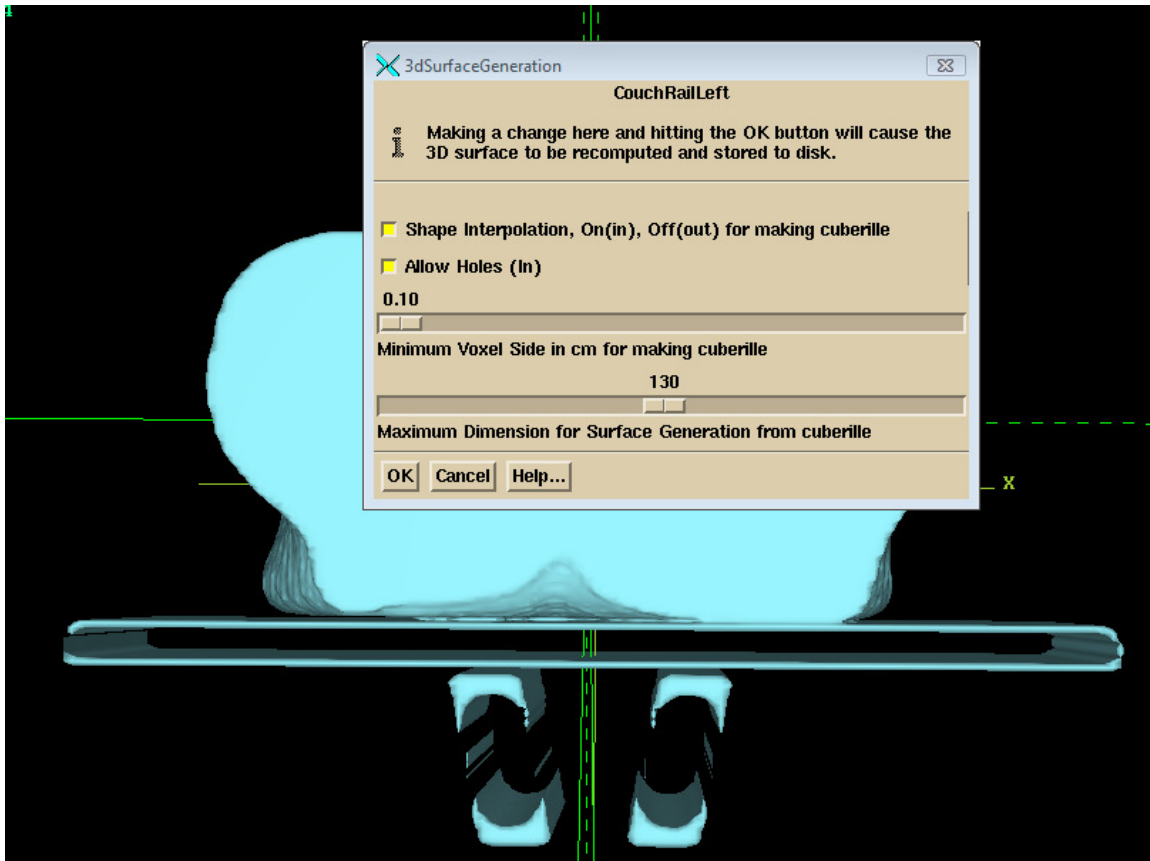 4
3dSurfaceGeneration
CouchRailLeft
i Making a change here and hitting the OK button will cause the
3D surface to be recomputed and stored to disk.
Shape Interpolation, On(in), Off(out) for making cuberille
Allow Holes (In)
0.10
Minimum Voxel Side in cm for making cuberille
130
Maximum Dimension for Surface Generation from cuberille
OK Cancel Help...
X